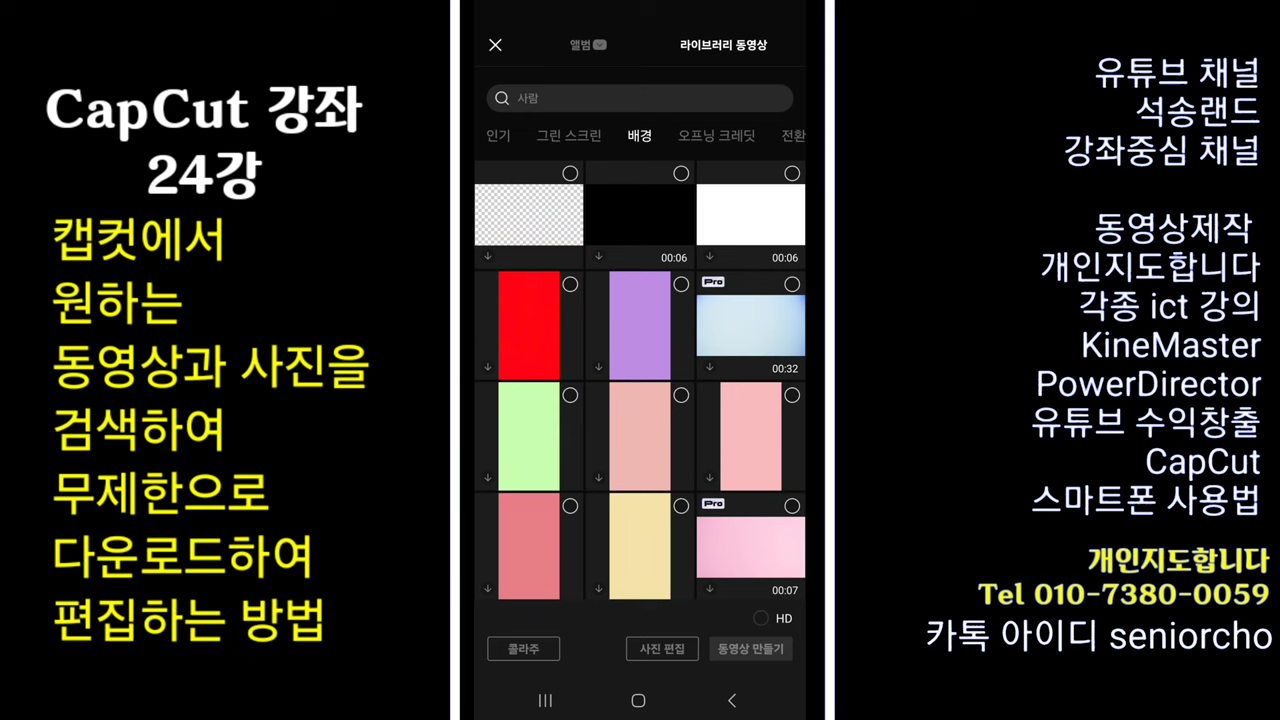 CapCut 강좌
24강
캡컷에서
원하는
동영상과 사진을
검색하여
무제한으로
다운로드하여
편집하는 방법
앨범
라이브러리 동영상
사람
인기 그린 스크린 배경 오프닝 크레딧 전환
00:06 00:06
Pro
00:32
Pro
00:07
HD
콜라주 사진 편집 동영상 만들기
유튜브 채널
석송랜드
강좌중심 채널
동영상제작
개인지도합니다
각종 ict 강의
KineMaster
PowerDirector
유튜브 수익창출
CapCut
스마트폰 사용법
개인지도합니다
Tel 010-7380-0059
카톡 아이디 seniorcho